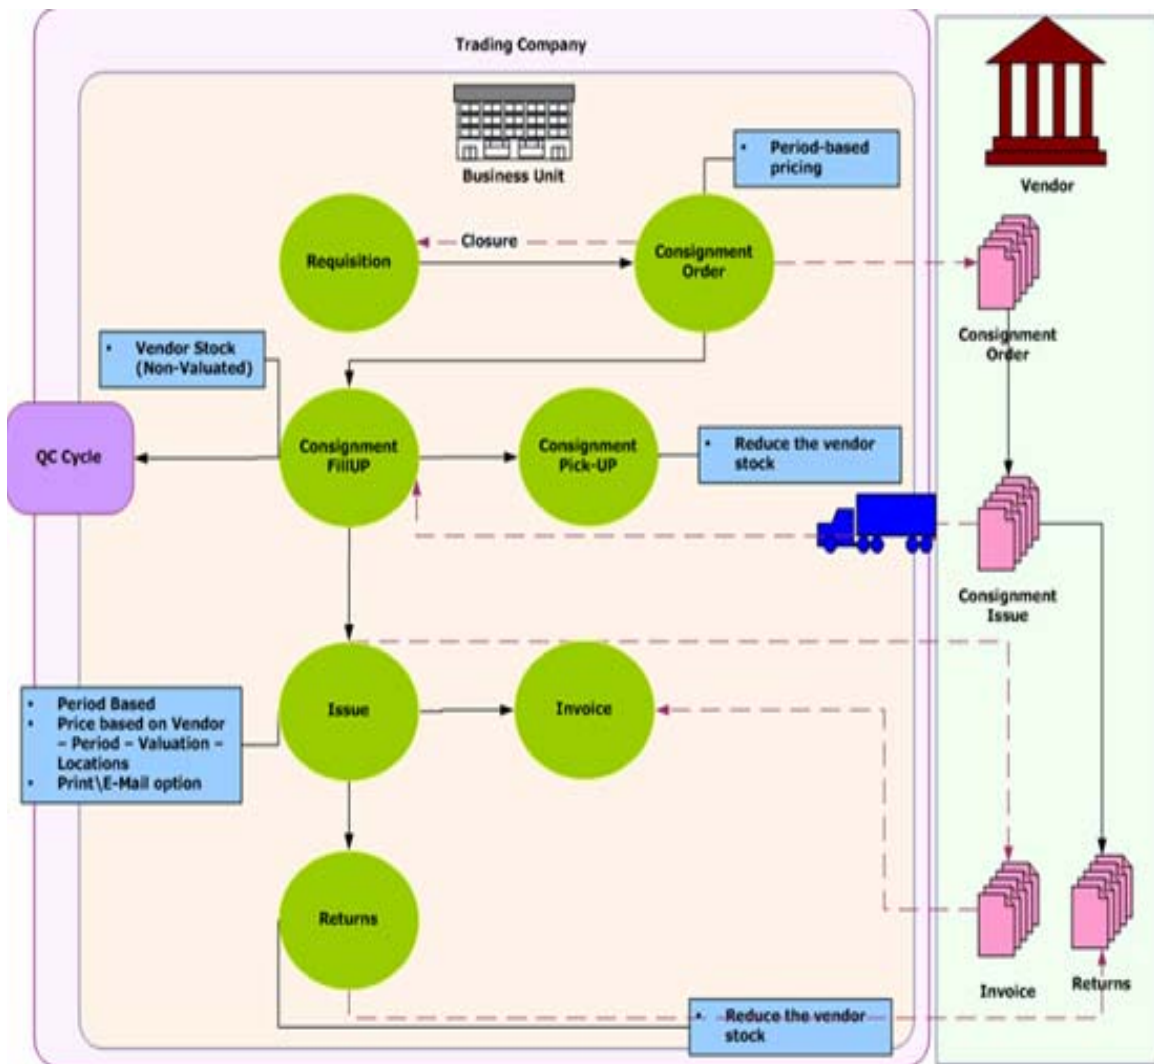 Trading Company
Business Unit
• Period-based
pricing
Vendor
Requisition
Closure
Consignment
Order
Consignment
Order
• Vendor Stock
(Non-Valuated)
QC Cycle
Consignment
FillUP
Consignment
Pick-UP
• Reduce the vendor
stock
Consignment
Issue
• Period Based
• Price based on Vendor
– Period – Valuation –
Locations
• Print\E-Mail option
Issue
Invoice
Returns
Invoice
Returns
• Reduce the vendor
stock